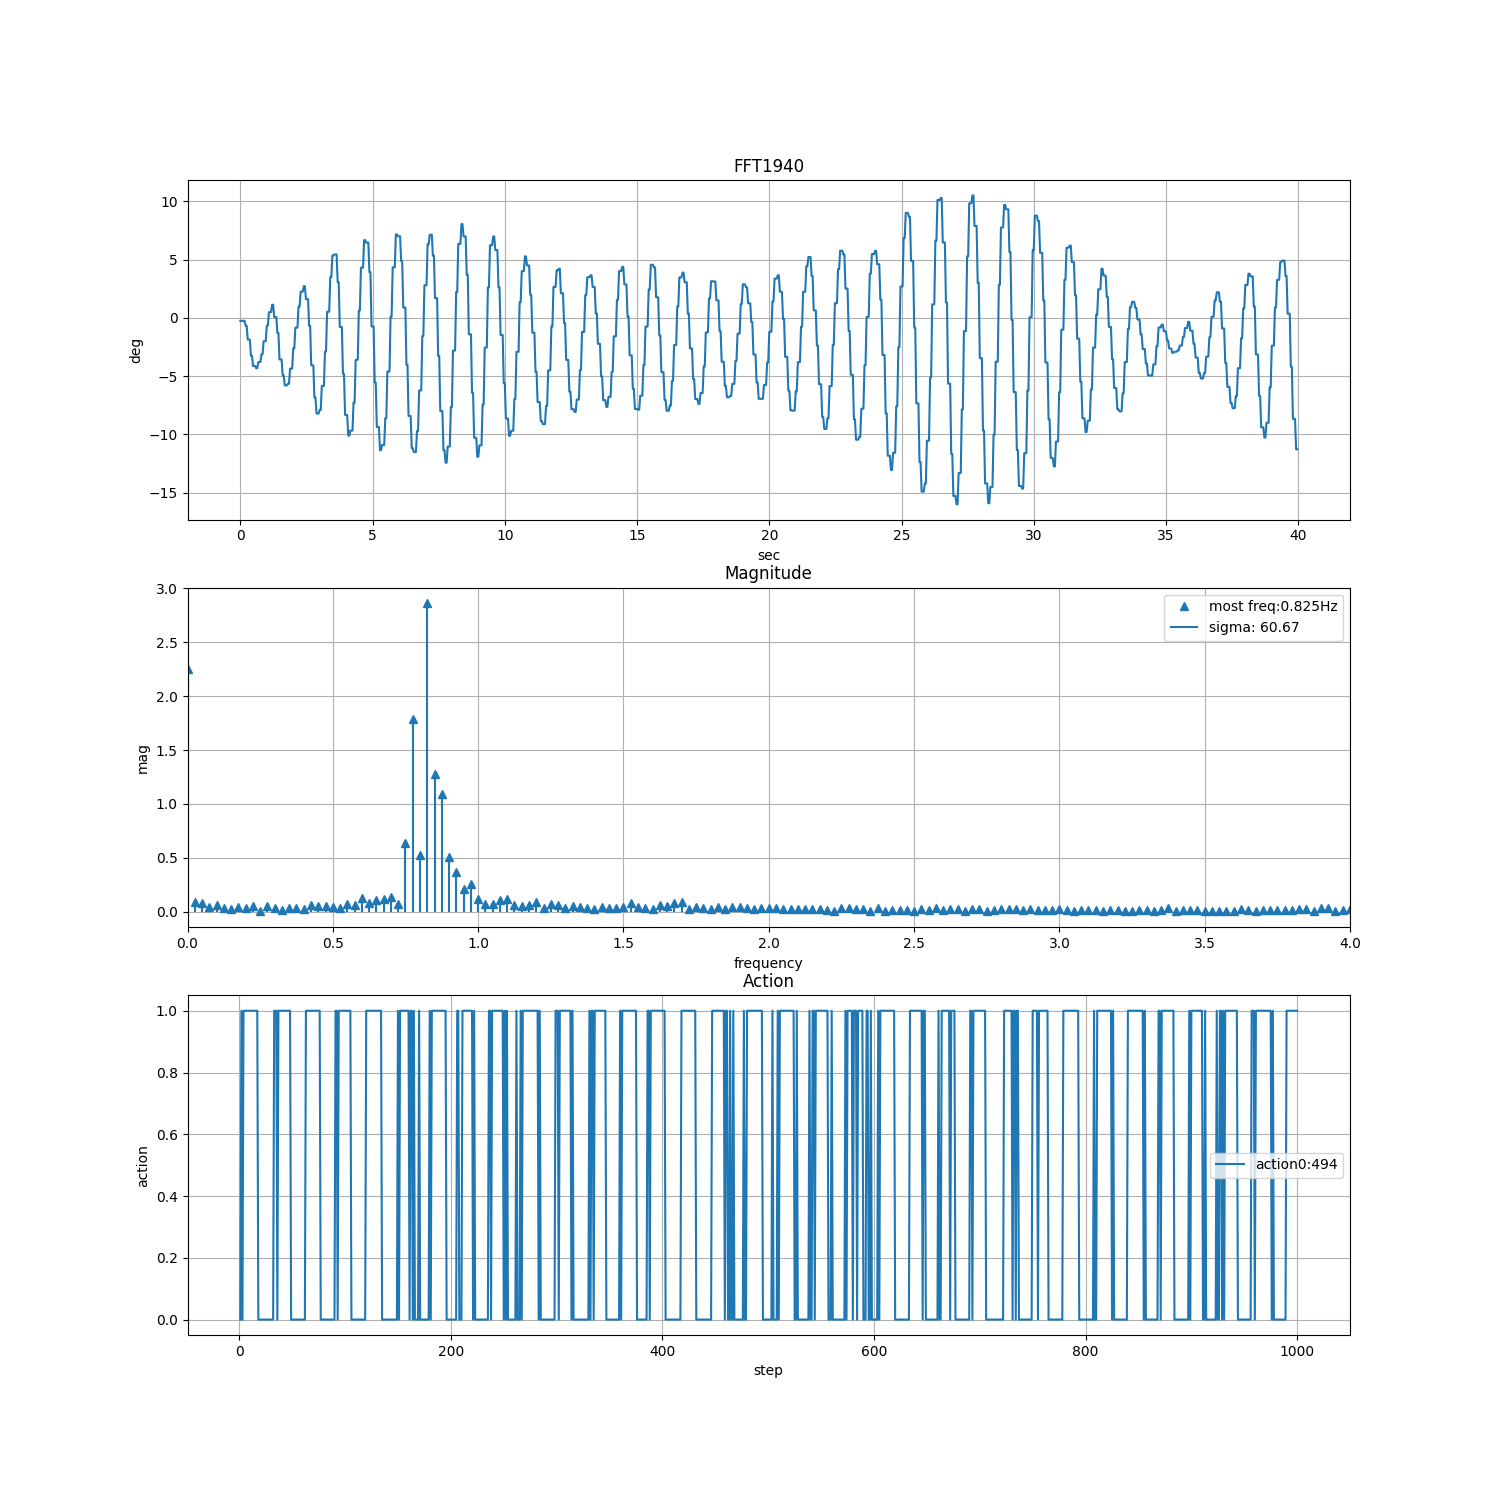 FFT1940
10
5
0
−5
−10
−15
deg
0 5 10 15 20 25 30 35 40
sec
Magnitude
3.0
2.5
2.0
1.5
1.0
0.5
0.0
mag
most freq:0.825Hz
sigma: 60.67
0.0 0.5 1.0 1.5 2.0 2.5 3.0 3.5 4.0
frequency
Action
1.0
0.8
0.6
0.4
0.2
0.0
action
action0:494
0 200 400 600 800 1000
step